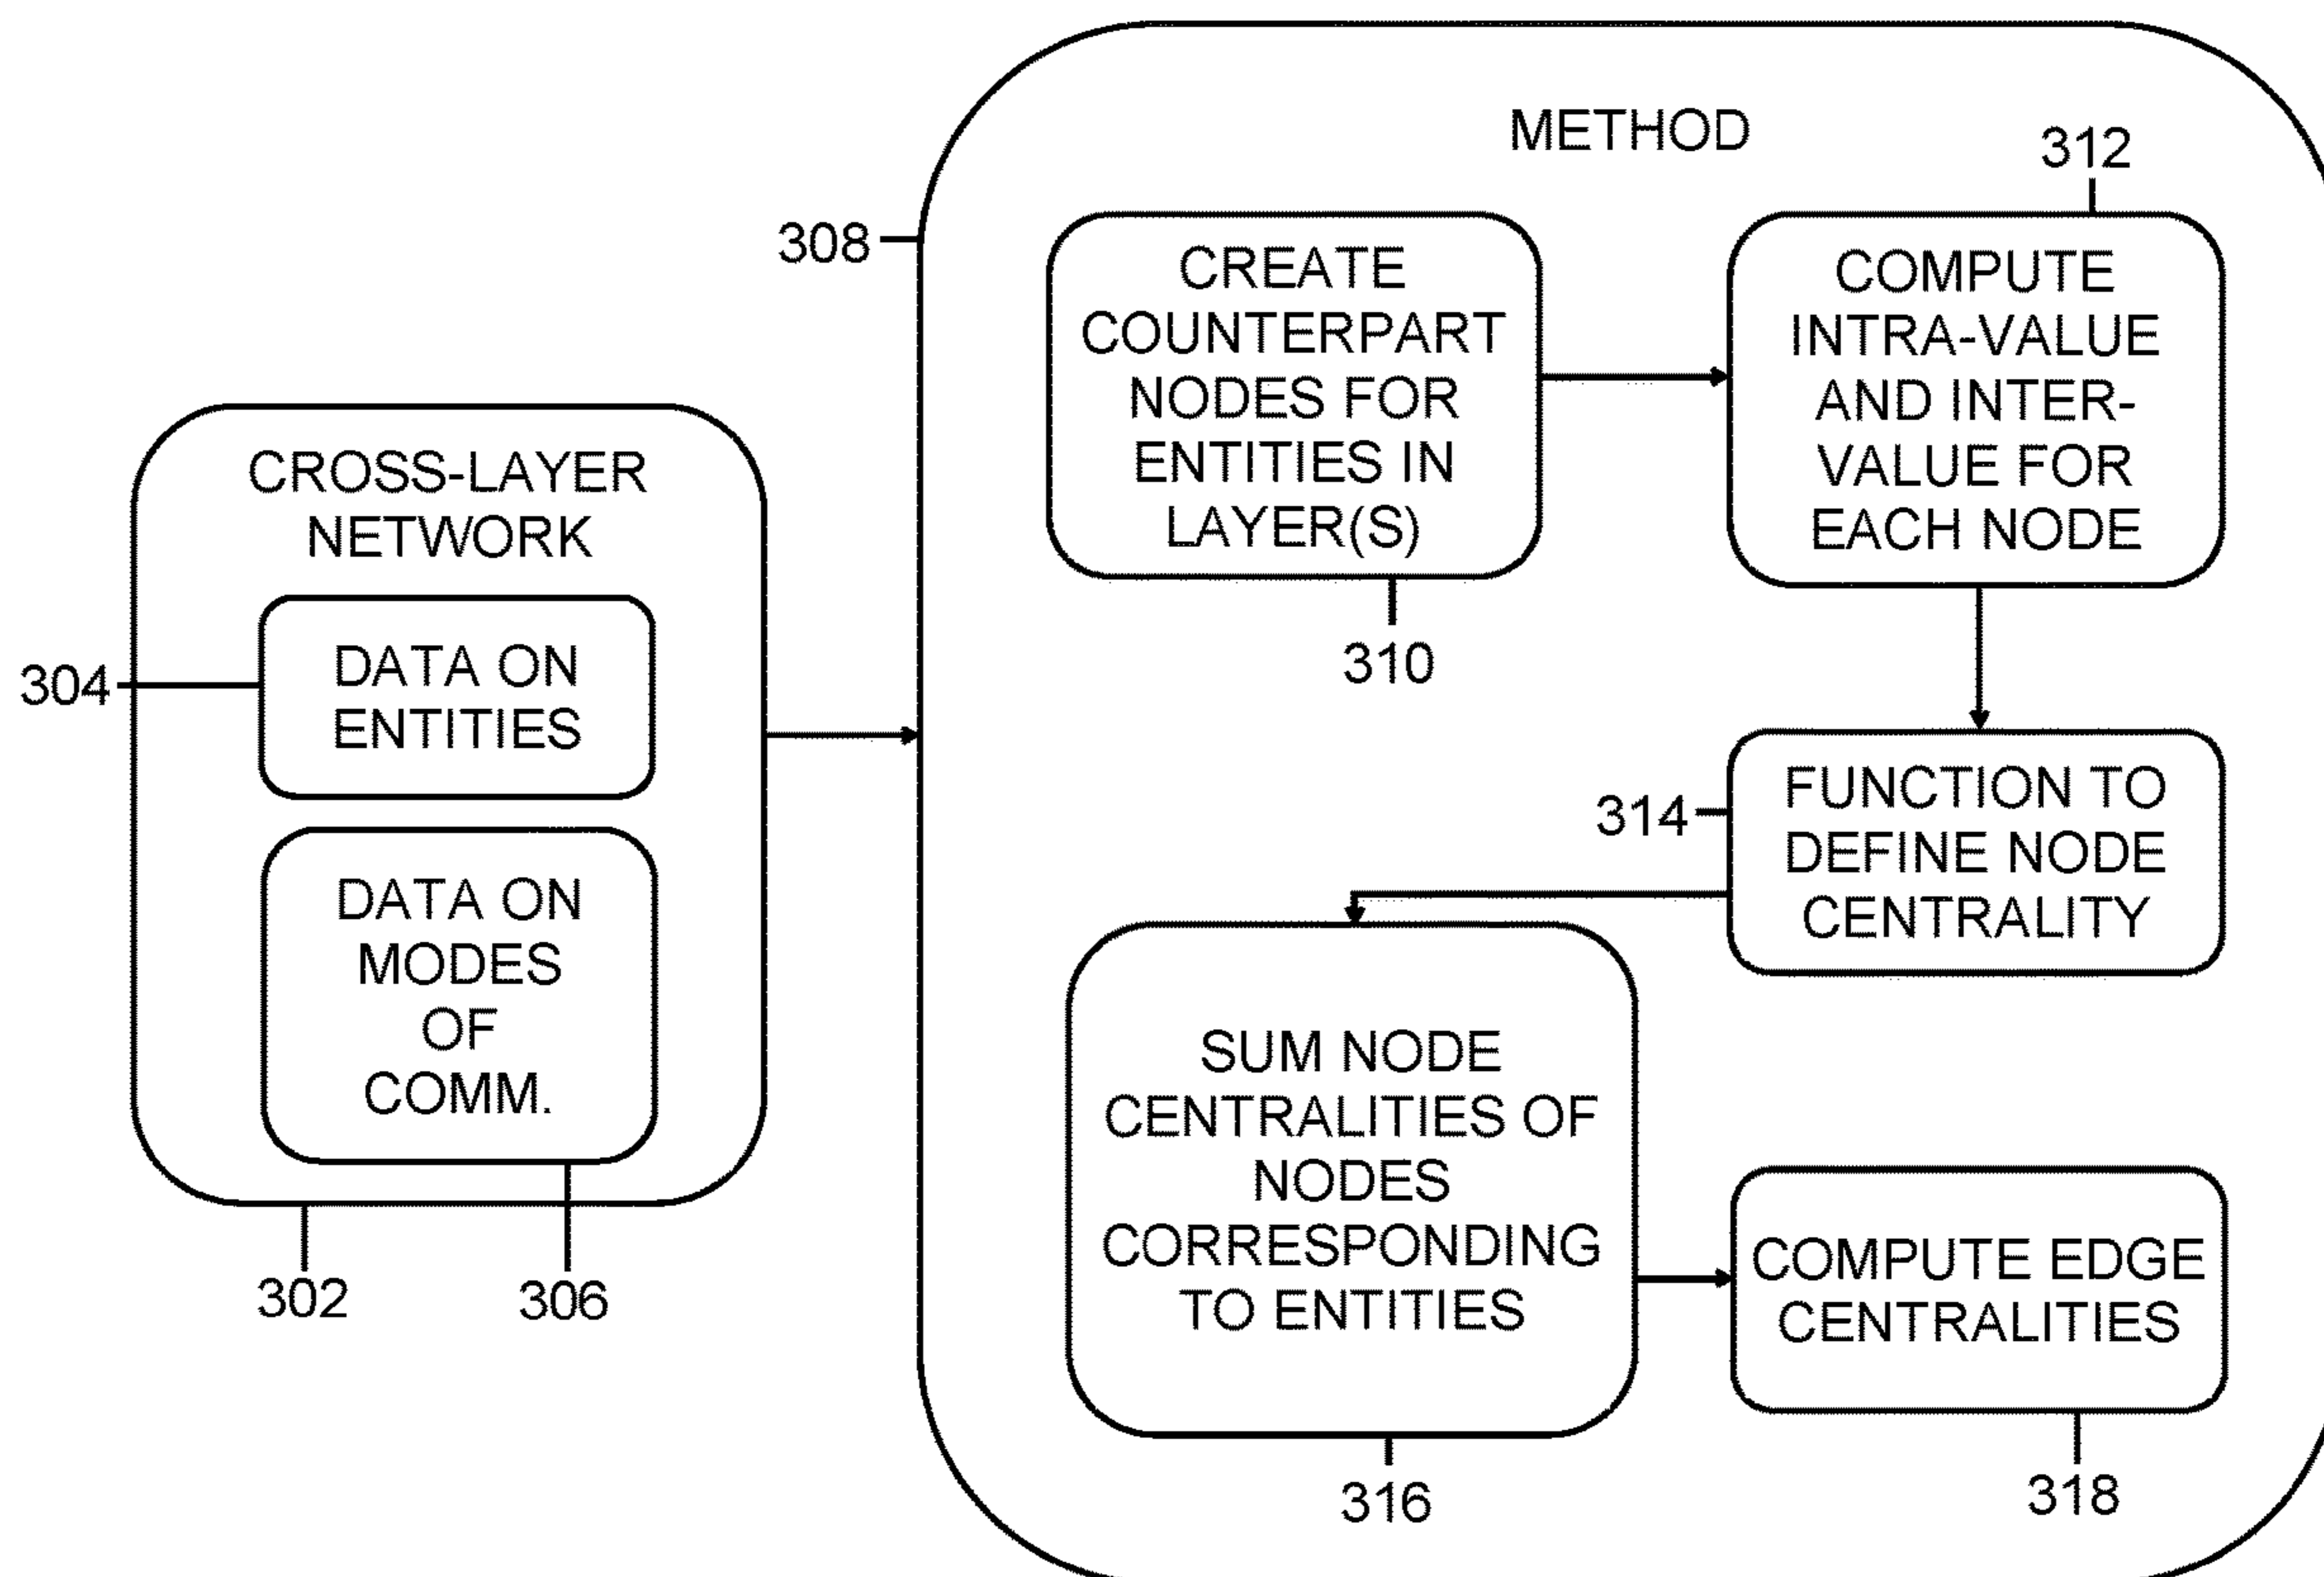 CROSS-LAYER
NETWORK
304
DATA ON
ENTITIES
DATA ON
MODES
OF
COMM.
302
306
METHOD
308
CREATE
COUNTERPART
NODES FOR
ENTITIES IN
LAYER(S)
310
312
COMPUTE
INTRA-VALUE
AND INTER-
VALUE FOR
EACH NODE
314
FUNCTION TO
DEFINE NODE
CENTRALITY
SUM NODE
CENTRALITIES OF
NODES
CORRESPONDING
TO ENTITIES
316
COMPUTE EDGE
CENTRALITIES
318